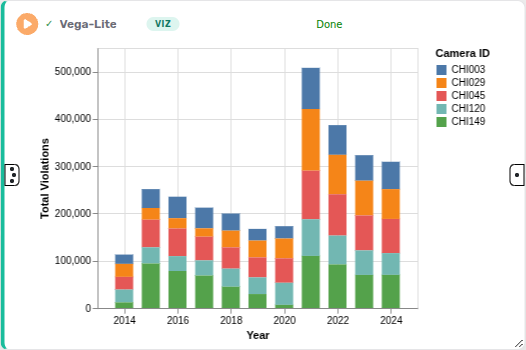 ✓ Vega-Lite VIZ Done
Camera ID
CHI003
CHI029
CHI045
CHI120
CHI149
Total Violations
500,000
400,000
300,000
200,000
100,000
0
2014 2016 2018 2020 2022 2024
Year